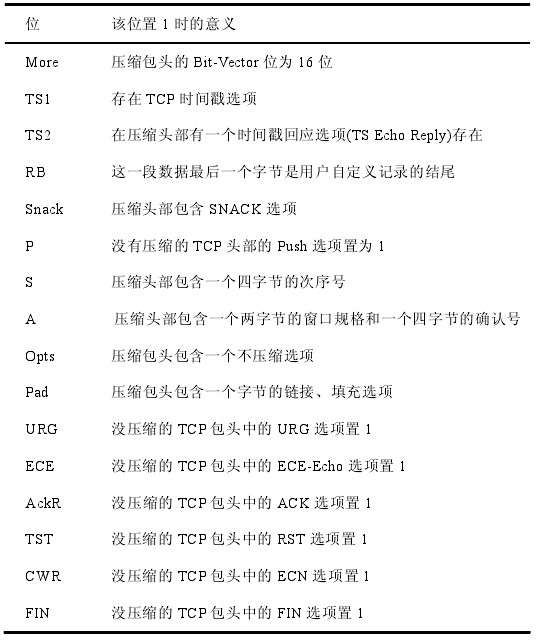 位 该位置 1 时的意义
More 压缩包头的 Bit-Vector 位为 16 位
TS1 存在 TCP 时间戳选项
TS2 在压缩头部有一个时间戳回应选项(TS Echo Reply)存在
RB 这一段数据最后一个字节是用户自定义记录的结尾
Snack 压缩头部包含 SNACK 选项
P 没有压缩的 TCP 头部的 Push 选项置为 1
S 压缩头部包含一个四字节的次序号
A 压缩头部包含一个两字节的窗口规格和一个四字节的确认号
Opts 压缩包头包含一个不压缩选项
Pad 压缩包头包含一个字节的链接、填充选项
URG 没压缩的 TCP 包头中的 URG 选项置 1
ECE 没压缩的 TCP 包头中的 ECE-Echo 选项置 1
AckR 没压缩的 TCP 包头中的 ACK 选项置 1
TST 没压缩的 TCP 包头中的 RST 选项置 1
CWR 没压缩的 TCP 包头中的 ECN 选项置 1
FIN 没压缩的 TCP 包头中的 FIN 选项置 1